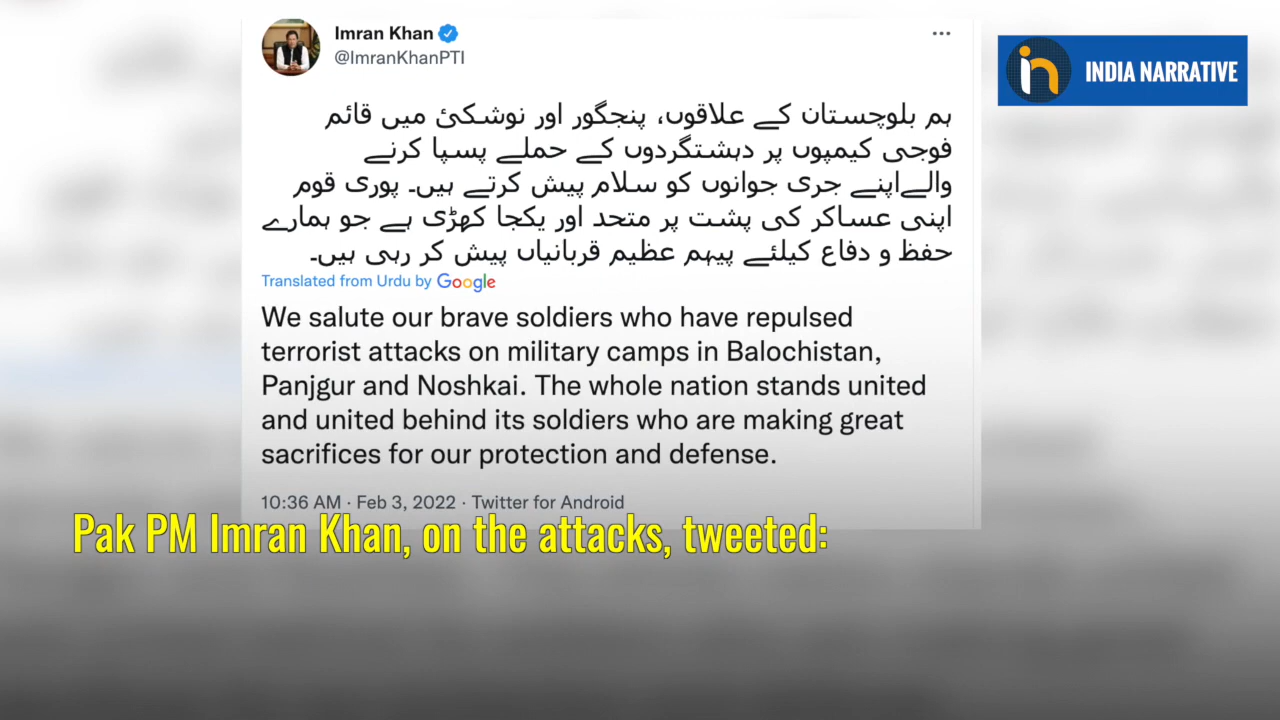 Imran Khan
@ImranKhanPTI
ہم بلوچستان کے علاقوں، پنجگور اور نوشکئ میں قائم
فوجی کیمپوں پر دہشتگردوں کے حملے پسپا کرنے
والےاپنے جری جوانوں کو سلام پیش کرتے ہیں۔ پوری قوم
اپنی عساکر کی پشت پر متحد اور یکجا کھڑی ہے جو ہمارے
حفظ و دفاع کیلئے پیہم عظیم قربانیاں پیش کر رہی ہیں۔
Translated from Urdu by Google
We salute our brave soldiers who have repulsed
terrorist attacks on military camps in Balochistan,
Panjgur and Noshkai. The whole nation stands united
and united behind its soldiers who are making great
sacrifices for our protection and defense.
10:36 AM · Feb 3, 2022 · Twitter for Android
Pak PM Imran Khan, on the attacks, tweeted:
in INDIA NARRATIVE